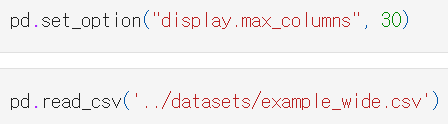 pd.set_option("display.max_columns", 30)
pd.read_csv('../datasets/example_wide.csv')